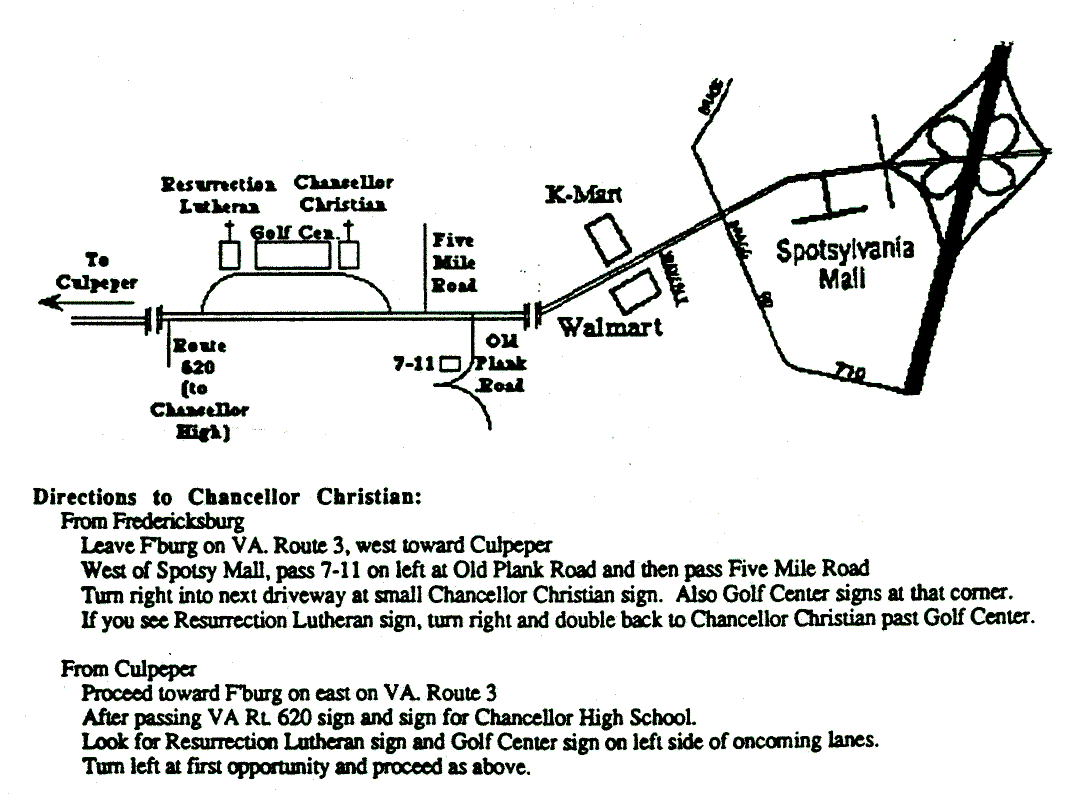 Resurrection Lutheran
Chancellor Christian
Golf Cen.
To Culpeper
Five Mile Road
K-Mart
Walmart
Spotsylvania Mall
Route 620 (to Chancellor High)
7-11
Old Plank Road
Directions to Chancellor Christian:
From Fredericksburg
Leave F'burg on VA. Route 3, west toward Culpeper
West of Spotsy Mall, pass 7-11 on left at Old Plank Road and then pass Five Mile Road
Turn right into next driveway at small Chancellor Christian sign. Also Golf Center signs at that corner.
If you see Resurrection Lutheran sign, turn right and double back to Chancellor Christian past Golf Center.
From Culpeper
Proceed toward F'burg on east on VA. Route 3
After passing VA Rt. 620 sign and sign for Chancellor High School.
Look for Resurrection Lutheran sign and Golf Center sign on left side of oncoming lanes.
Turn left at first opportunity and proceed as above.